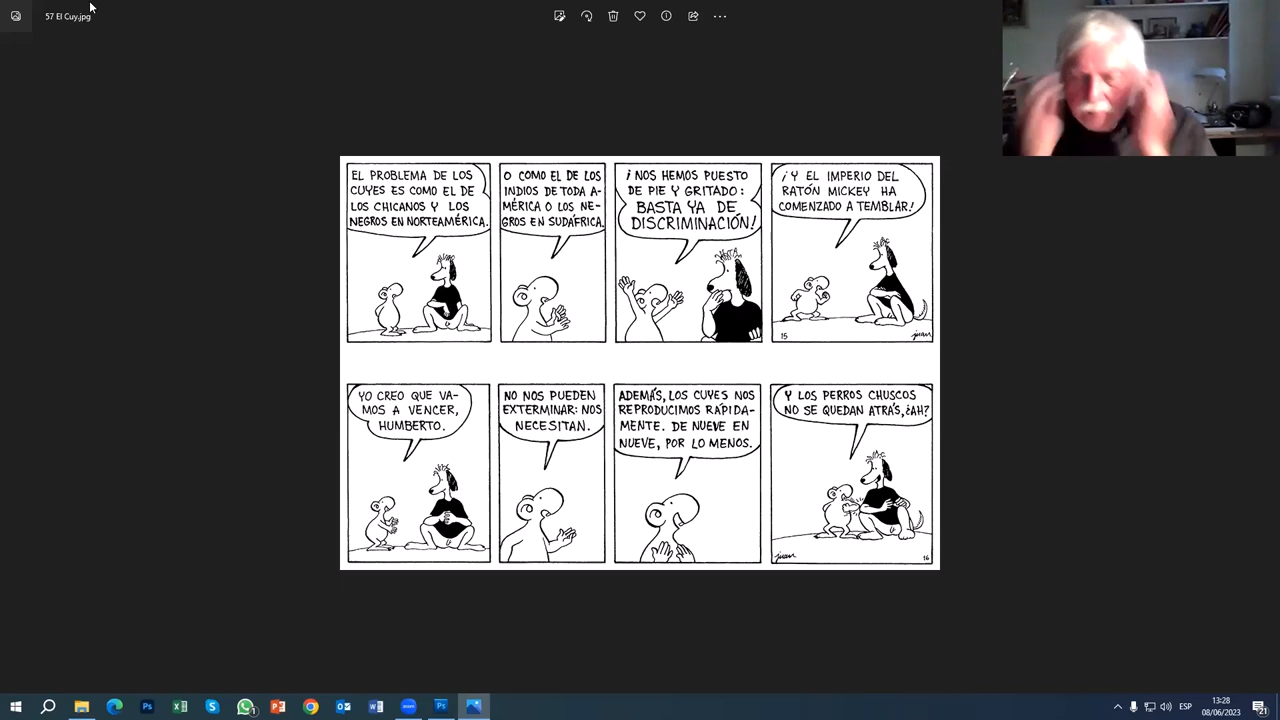 57 El Cuy.jpg
EL PROBLEMA DE LOS
CUYES ES COMO EL DE
LOS CHICANOS Y LOS
NEGROS EN NORTEAMÉRICA.
O COMO EL DE LOS
INDIOS DE TODA A-
MÉRICA O LOS NE-
GROS EN SUDÁFRICA.
¡NOS HEMOS PUESTO
DE PIE Y GRITADO:
BASTA YA DE
DISCRIMINACIÓN!
¡Y EL IMPERIO DEL
RATÓN MICKEY HA
COMENZADO A TEMBLAR!
15
juan
YO CREO QUE VA-
MOS A VENCER,
HUMBERTO.
NO NOS PUEDEN
EXTERMINAR: NOS
NECESITAN.
ADEMÁS, LOS CUYES NOS
REPRODUCIMOS RÁPIDA-
MENTE. DE NUEVE EN
NUEVE, POR LO MENOS.
Y LOS PERROS CHUSCOS
NO SE QUEDAN ATRÁS, ¿AH?
juan
16
ESP
13:28
08/06/2023
21